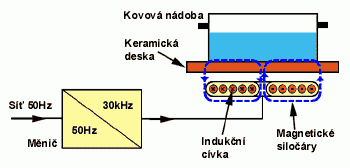 Kovová nádoba
Keramická
deska
Síť 50Hz
30kHz
50Hz
Měnič
Indukční
cívka
Magnetické
siločáry